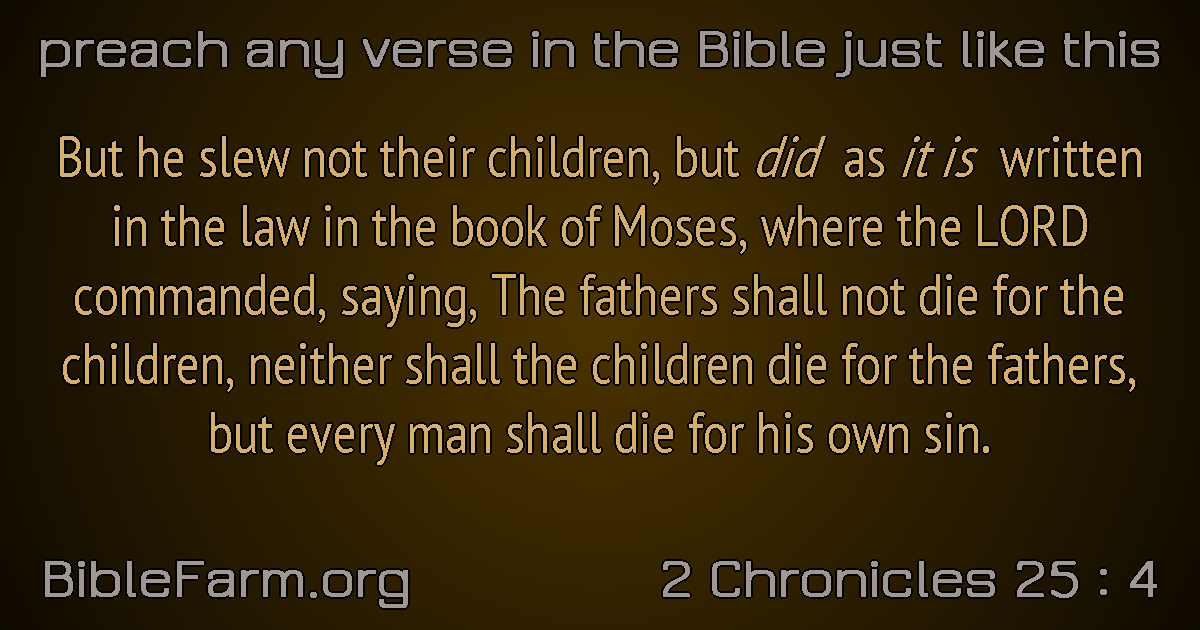 preach any verse in the Bible just like this
But he slew not their children, but did as it is written
in the law in the book of Moses, where the LORD
commanded, saying, The fathers shall not die for the
children, neither shall the children die for the fathers,
but every man shall die for his own sin.
BibleFarm.org
2 Chronicles 25 : 4